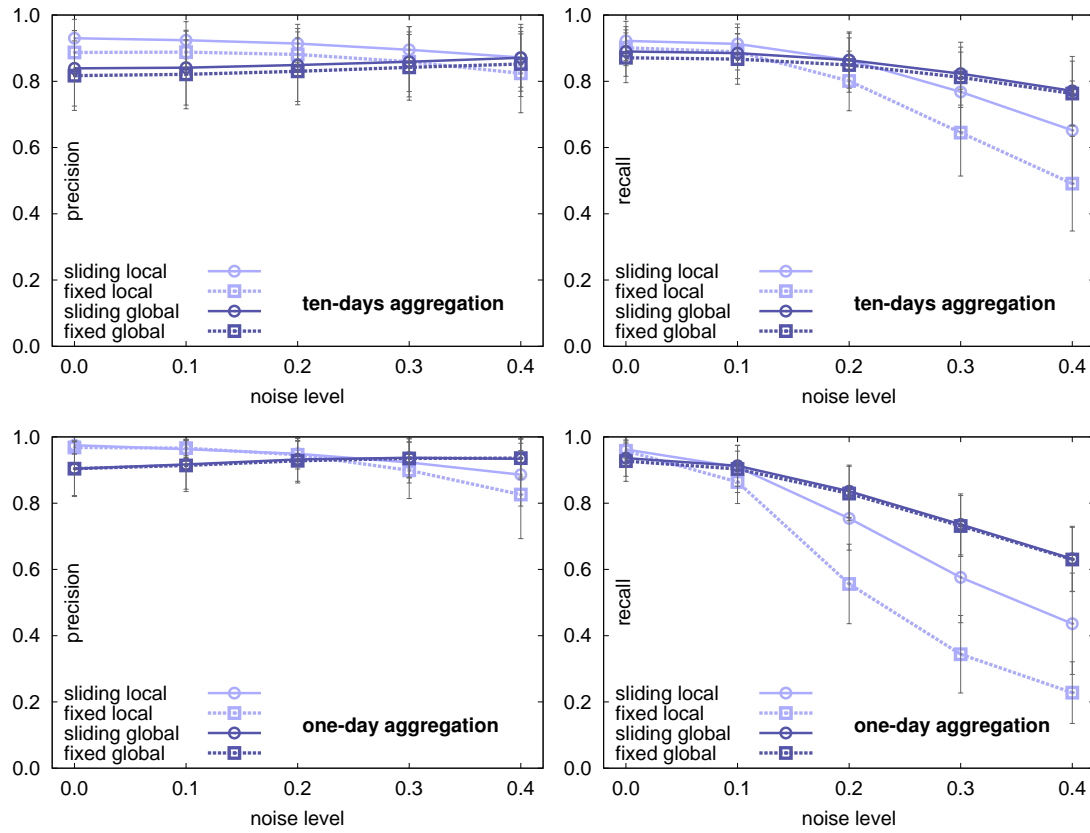 1.0
0.8
0.6
0.4
0.2
0.0
precision
sliding local
fixed local
sliding global
fixed global
ten-days aggregation
0.0 0.1 0.2 0.3 0.4
noise level
1.0
0.8
0.6
0.4
0.2
0.0
recall
sliding local
fixed local
sliding global
fixed global
ten-days aggregation
0.0 0.1 0.2 0.3 0.4
noise level
1.0
0.8
0.6
0.4
0.2
0.0
precision
sliding local
fixed local
sliding global
fixed global
one-day aggregation
0.0 0.1 0.2 0.3 0.4
noise level
1.0
0.8
0.6
0.4
0.2
0.0
recall
sliding local
fixed local
sliding global
fixed global
one-day aggregation
0.0 0.1 0.2 0.3 0.4
noise level